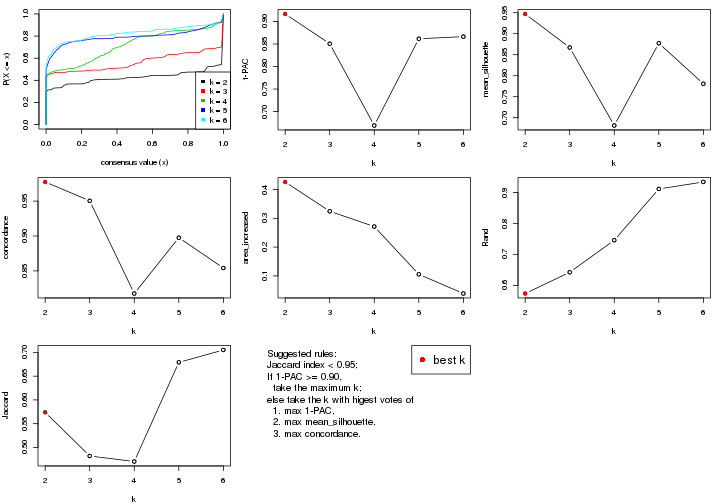 P(X <= x)
0.0 0.2 0.4 0.6 0.8 1.0
k = 2
k = 3
k = 4
k = 5
k = 6
0.0 0.2 0.4 0.6 0.8 1.0
consensus value (x)
1-PAC
0.70 0.75 0.80 0.85 0.90
2 3 4 5 6
k
mean_silhouette
0.70 0.75 0.80 0.85 0.90 0.95
2 3 4 5 6
k
concordance
0.85 0.90 0.95
2 3 4 5 6
k
area_increased
0.1 0.2 0.3 0.4
2 3 4 5 6
k
Rand
0.6 0.7 0.8 0.9
2 3 4 5 6
k
Jaccard
0.50 0.55 0.60 0.65 0.70
2 3 4 5 6
k
Suggested rules:
Jaccard index < 0.95;
If 1-PAC >= 0.90,
take the maximum k;
else take the k with higest votes of
1. max 1-PAC,
2. max mean_silhouette,
3. max concordance.
best k